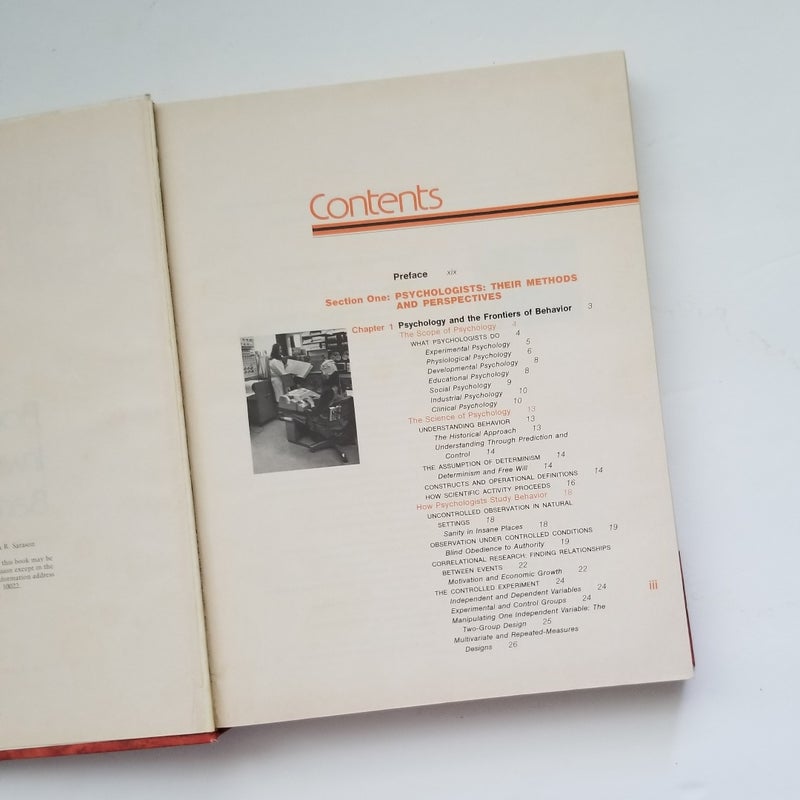 R. Sarason
this book may be
except in the
formation address
10022.
Contents
Preface xix
Section One: PSYCHOLOGISTS: THEIR METHODS
AND PERSPECTIVES
Chapter 1 Psychology and the Frontiers of Behavior 3
The Scope of Psychology 4
WHAT PSYCHOLOGISTS DO 4
Experimental Psychology 5
Physiological Psychology 6
Developmental Psychology 8
Educational Psychology 8
Social Psychology 9
Industrial Psychology 10
Clinical Psychology 10
The Science of Psychology 13
UNDERSTANDING BEHAVIOR 13
The Historical Approach 13
Understanding Through Prediction and
Control 14
THE ASSUMPTION OF DETERMINISM 14
Determinism and Free Will 14
CONSTRUCTS AND OPERATIONAL DEFINITIONS 14
HOW SCIENTIFIC ACTIVITY PROCEEDS 16
How Psychologists Study Behavior 18
UNCONTROLLED OBSERVATION IN NATURAL
SETTINGS 18
Sanity in Insane Places 18
OBSERVATION UNDER CONTROLLED CONDITIONS 19
Blind Obedience to Authority 19
CORRELATIONAL RESEARCH: FINDING RELATIONSHIPS
BETWEEN EVENTS 22
Motivation and Economic Growth 22
THE CONTROLLED EXPERIMENT 24
Independent and Dependent Variables 24
Experimental and Control Groups 24
Manipulating One Independent Variable: The
Two-Group Design 25
Multivariate and Repeated-Measures
Designs 26
iii